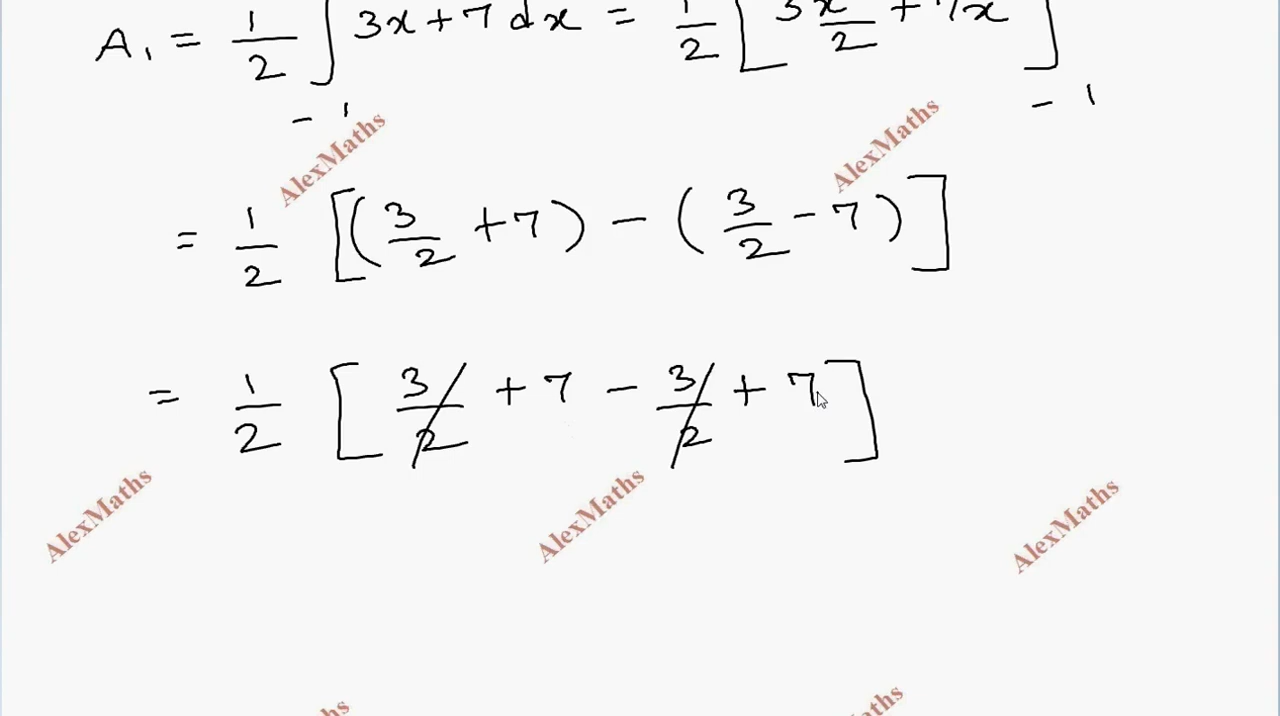 A₁ = 1/2 ∫ 3x + 7 dx = 1/2 [ 3x/2 + 7x ]
- 1 - 1
AlexMaths AlexMaths
= 1/2 [ ( 3/2 + 7 ) - ( 3/2 - 7 ) ]
= 1/2 [ 3/2 + 7 - 3/2 + 7 ]
AlexMaths AlexMaths AlexMaths